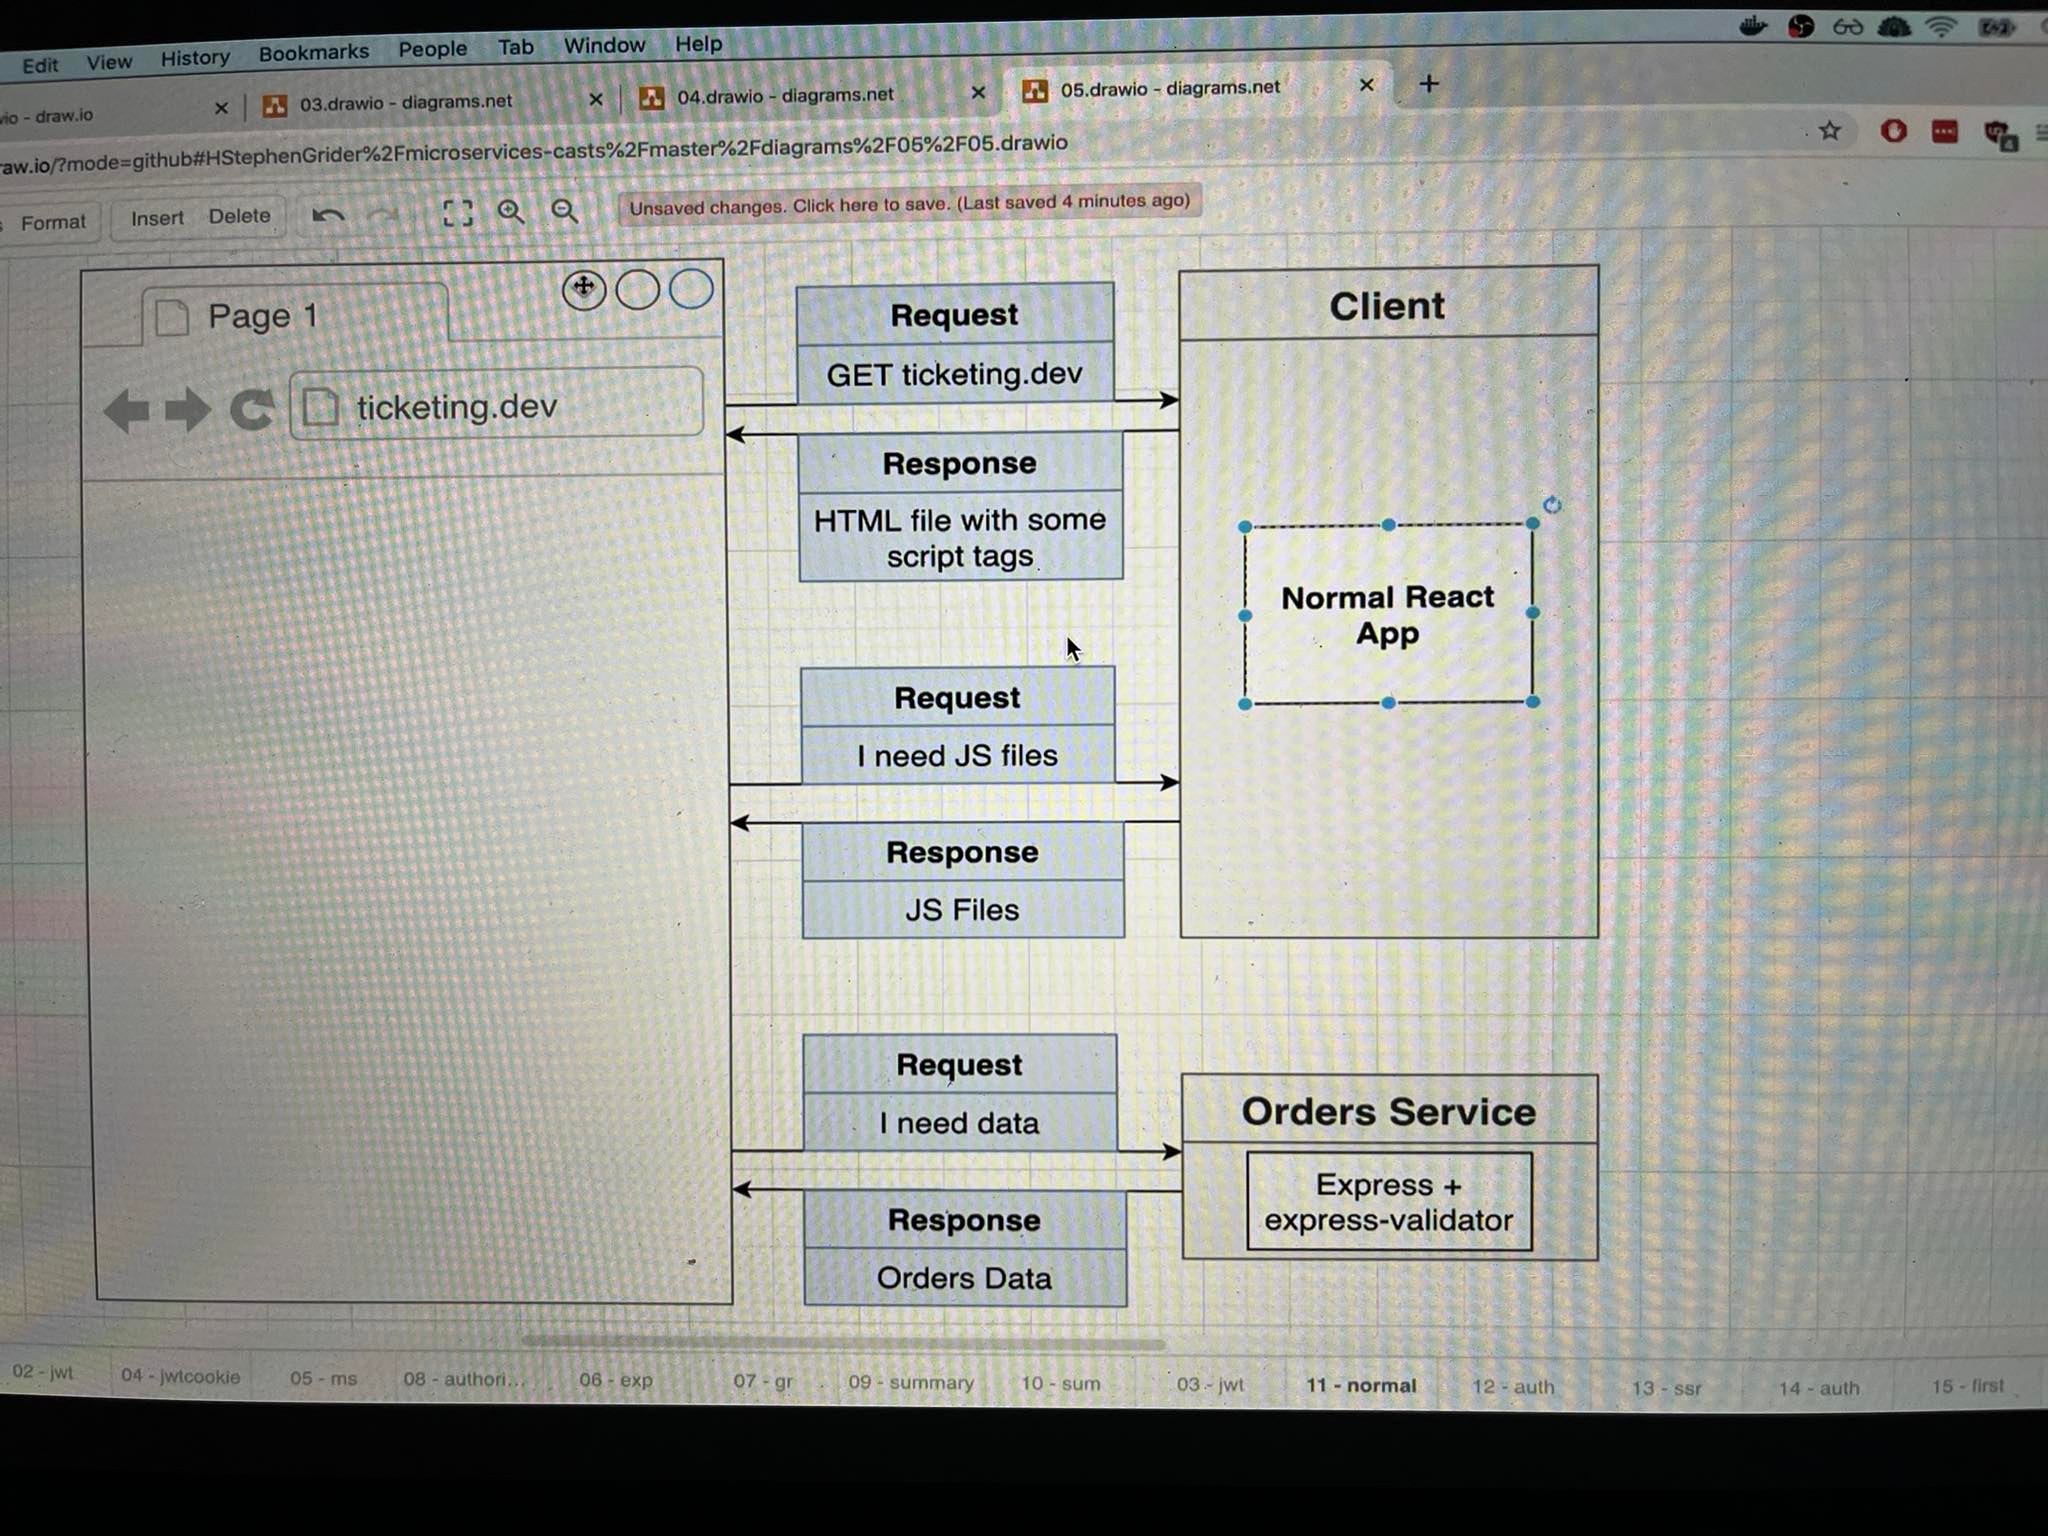 Edit View History Bookmarks People Tab Window Help
io - draw.io
03.drawio - diagrams.net
04.drawio - diagrams.net
05.drawio - diagrams.net
aw.io/?mode=github#HStephenGrider%2Fmicroservices-casts%2Fmaster%2Fdiagrams%2F05%2F05.drawio
Format Insert Delete
Unsaved changes. Click here to save. (Last saved 4 minutes ago)
Page 1
ticketing.dev
Request
GET ticketing.dev
Response
HTML file with some
script tags
Request
I need JS files
Response
JS Files
Request
I need data
Response
Orders Data
Client
Normal React
App
Orders Service
Express +
express-validator
02 - jwt
04 - jwtcookie
05 - ms
08 - authori...
06 - exp
07 - gr
09 - summary
10 - sum
03 - jwt
11 - normal
12 - auth
13 - ssr
14 - auth
15 - first